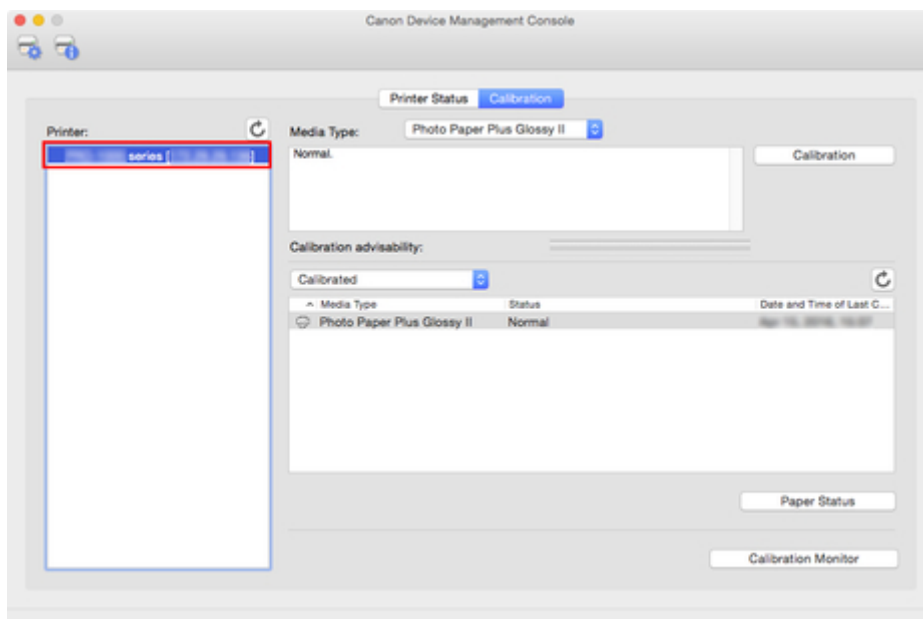 Canon Device Management Console
Printer Status Calibration
Printer:
series [ ]
Media Type: Photo Paper Plus Glossy II
Normal.
Calibration
Calibration advisability:
Calibrated
Media Type Status Date and Time of Last C...
Photo Paper Plus Glossy II Normal
Paper Status
Calibration Monitor